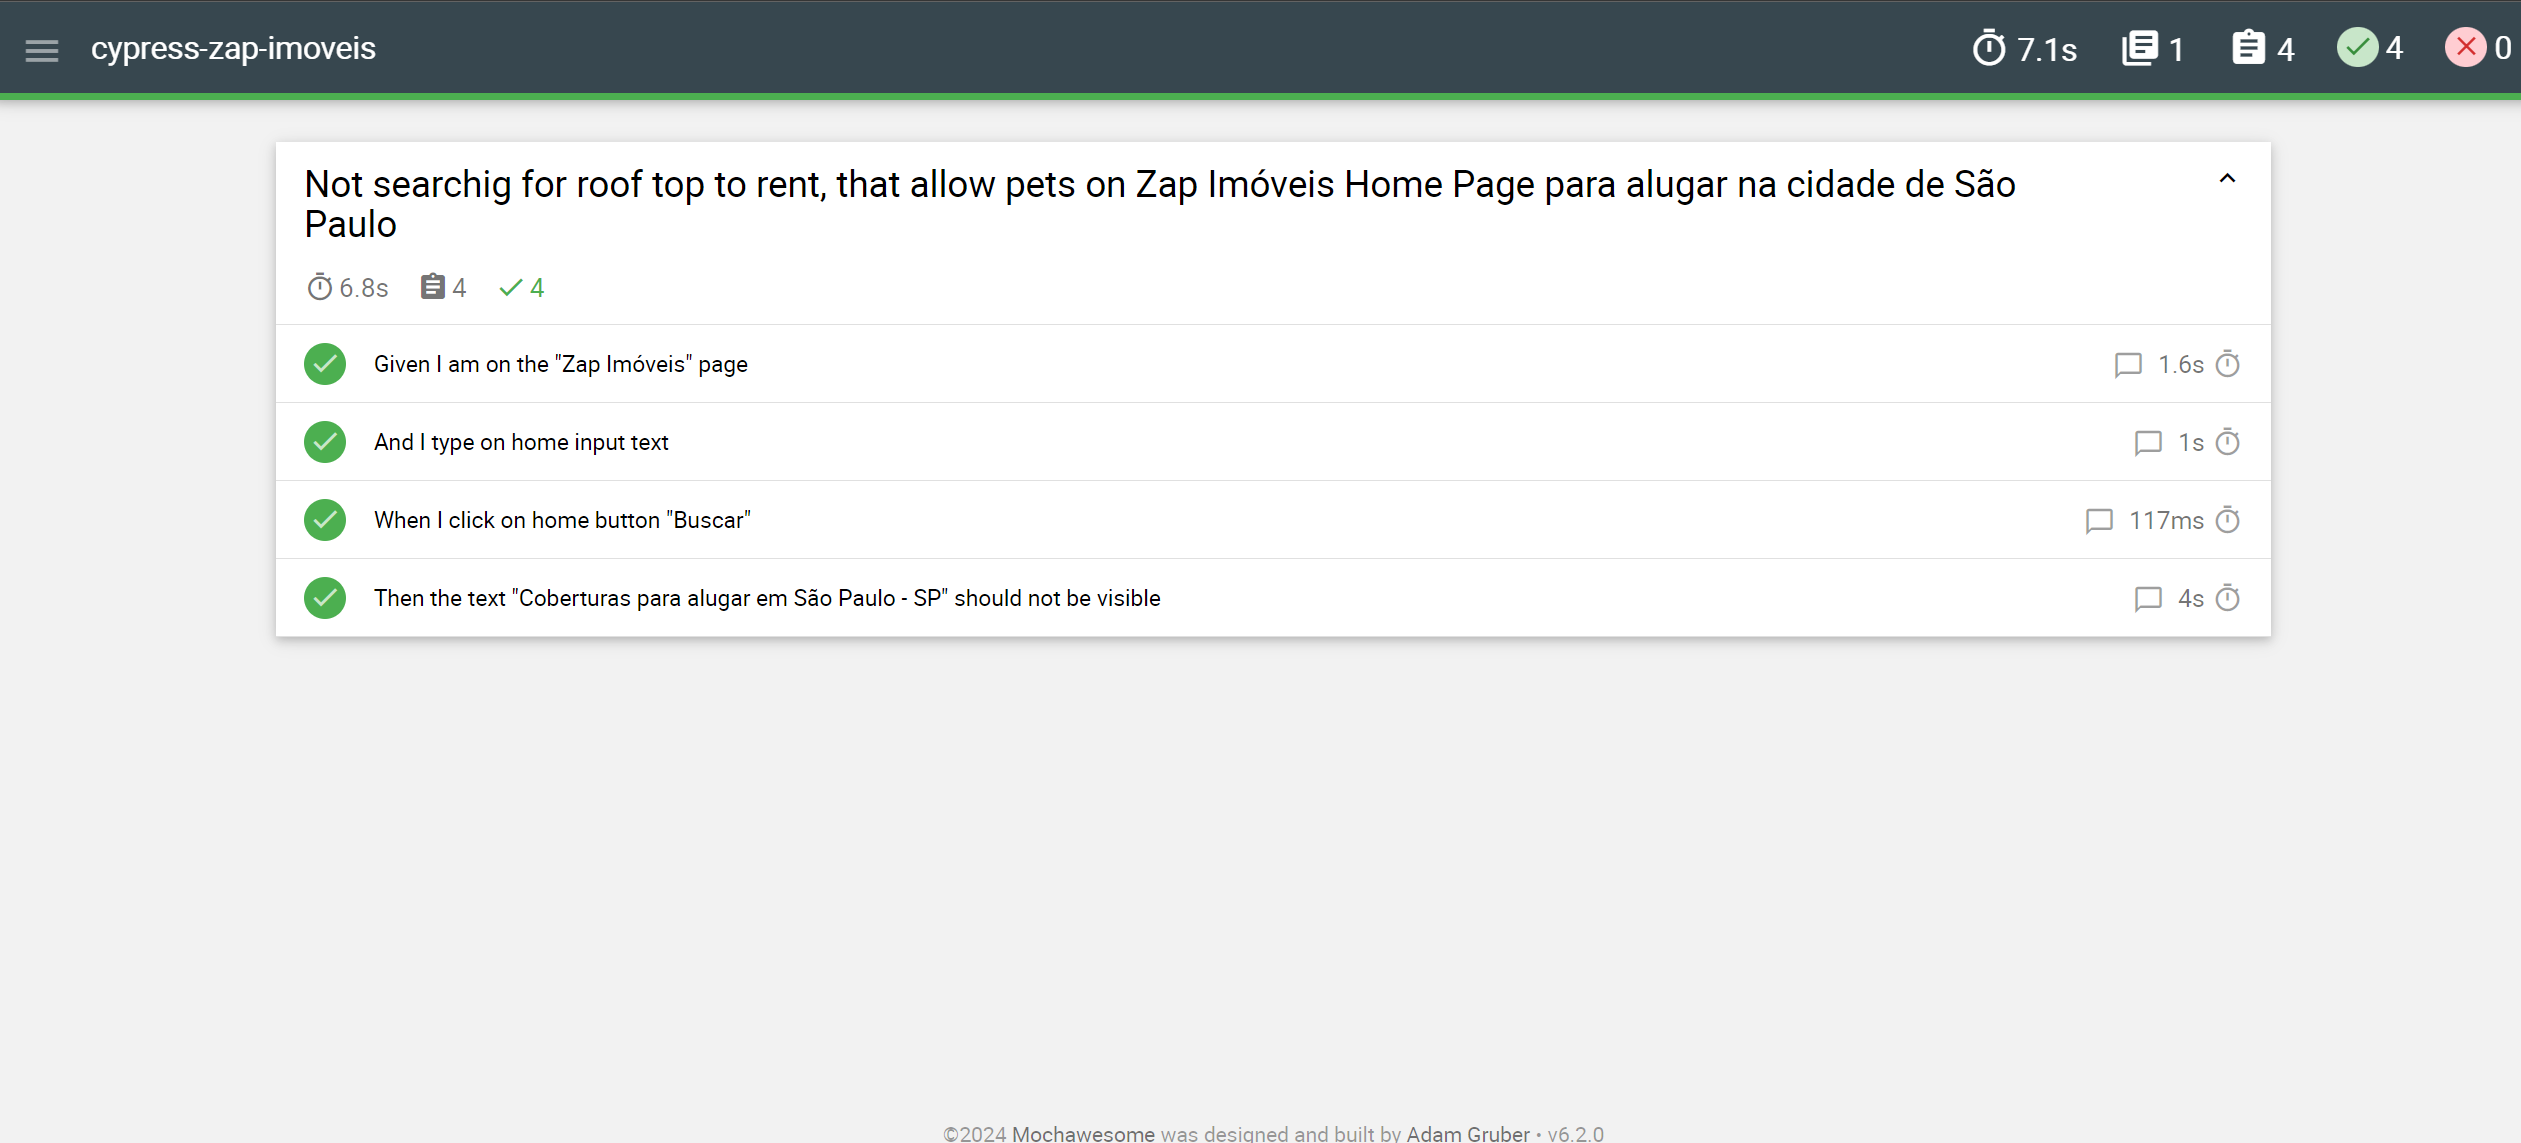 cypress-zap-imoveis
7.1s 1 4 4 0
Not searchig for roof top to rent, that allow pets on Zap Imóveis Home Page para alugar na cidade de São
Paulo
6.8s 4 4
Given I am on the "Zap Imóveis" page 1.6s
And I type on home input text 1s
When I click on home button "Buscar" 117ms
Then the text "Coberturas para alugar em São Paulo - SP" should not be visible 4s
©2024 Mochawesome was designed and built by Adam Gruber • v6.2.0